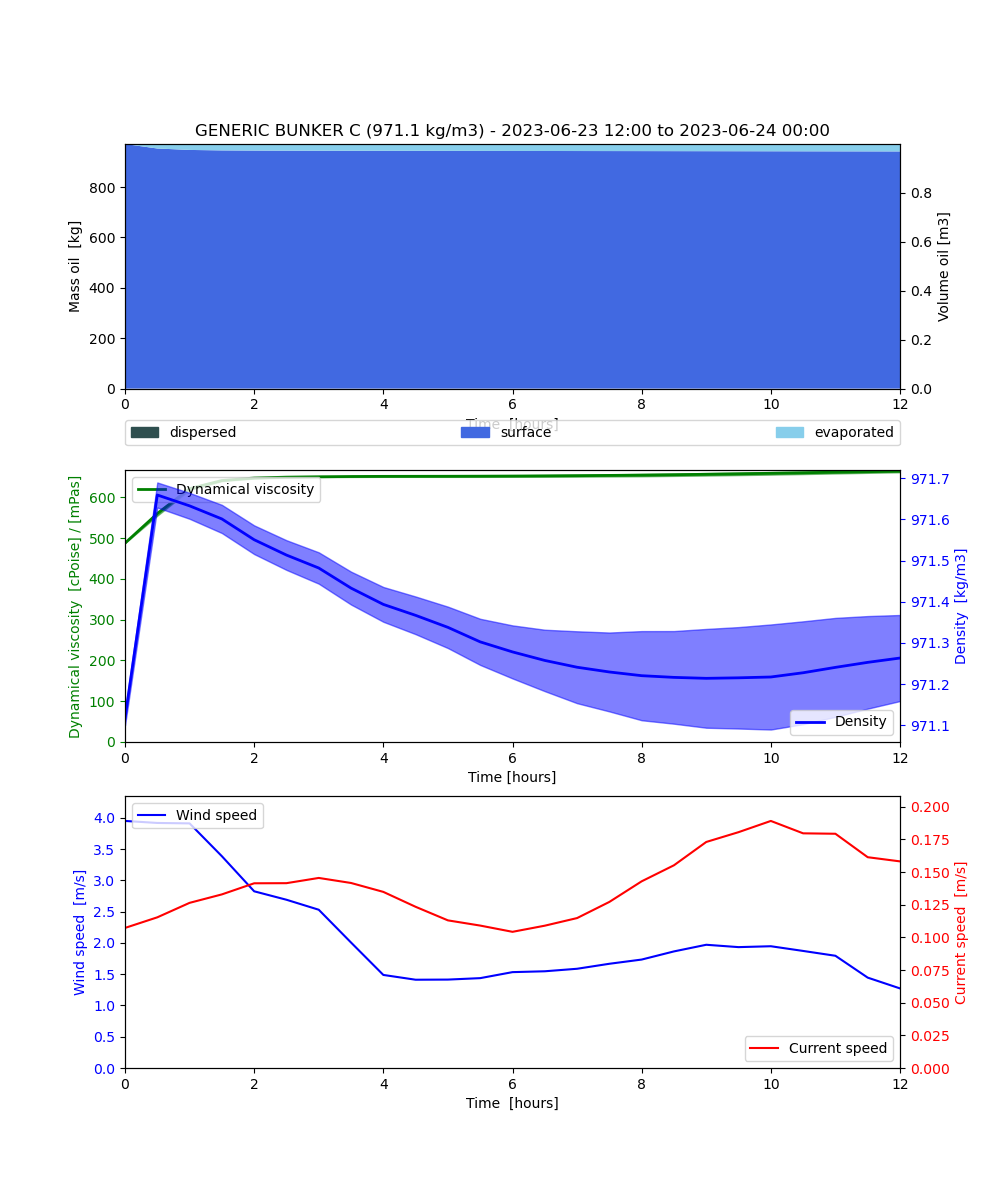 GENERIC BUNKER C (971.1 kg/m3) - 2023-06-23 12:00 to 2023-06-24 00:00
Mass oil  [kg]
800
600
400
200
0
0.8
0.6
0.4
0.2
0.0
Volume oil [m3]
0 2 4 6 8 10 12
Time  [hours]
dispersed surface evaporated
Dynamical viscosity  [cPoise] / [mPas]
600
500
400
300
200
100
0
Dynamical viscosity
971.7
971.6
971.5
971.4
971.3
971.2
971.1
Density  [kg/m3]
Density
0 2 4 6 8 10 12
Time [hours]
Wind speed  [m/s]
4.0
3.5
3.0
2.5
2.0
1.5
1.0
0.5
0.0
Wind speed
0.200
0.175
0.150
0.125
0.100
0.075
0.050
0.025
0.000
Current speed  [m/s]
Current speed
0 2 4 6 8 10 12
Time  [hours]